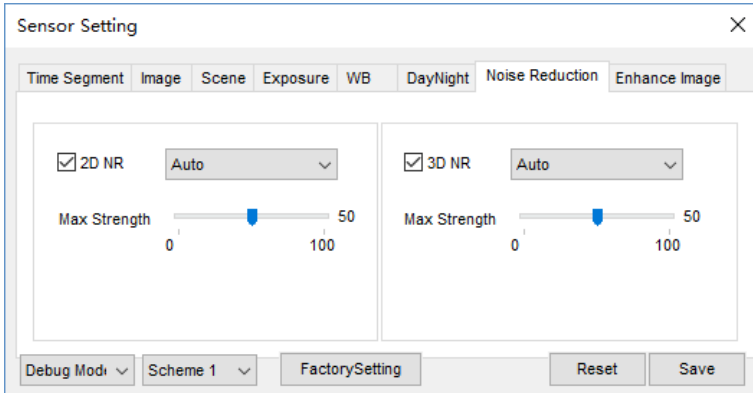 Sensor Setting
Time Segment Image Scene Exposure WB DayNight Noise Reduction Enhance Image
2D NR Auto 3D NR Auto
Max Strength 50 Max Strength 50
0 100 0 100
Debug Mod Scheme 1 FactorySetting Reset Save